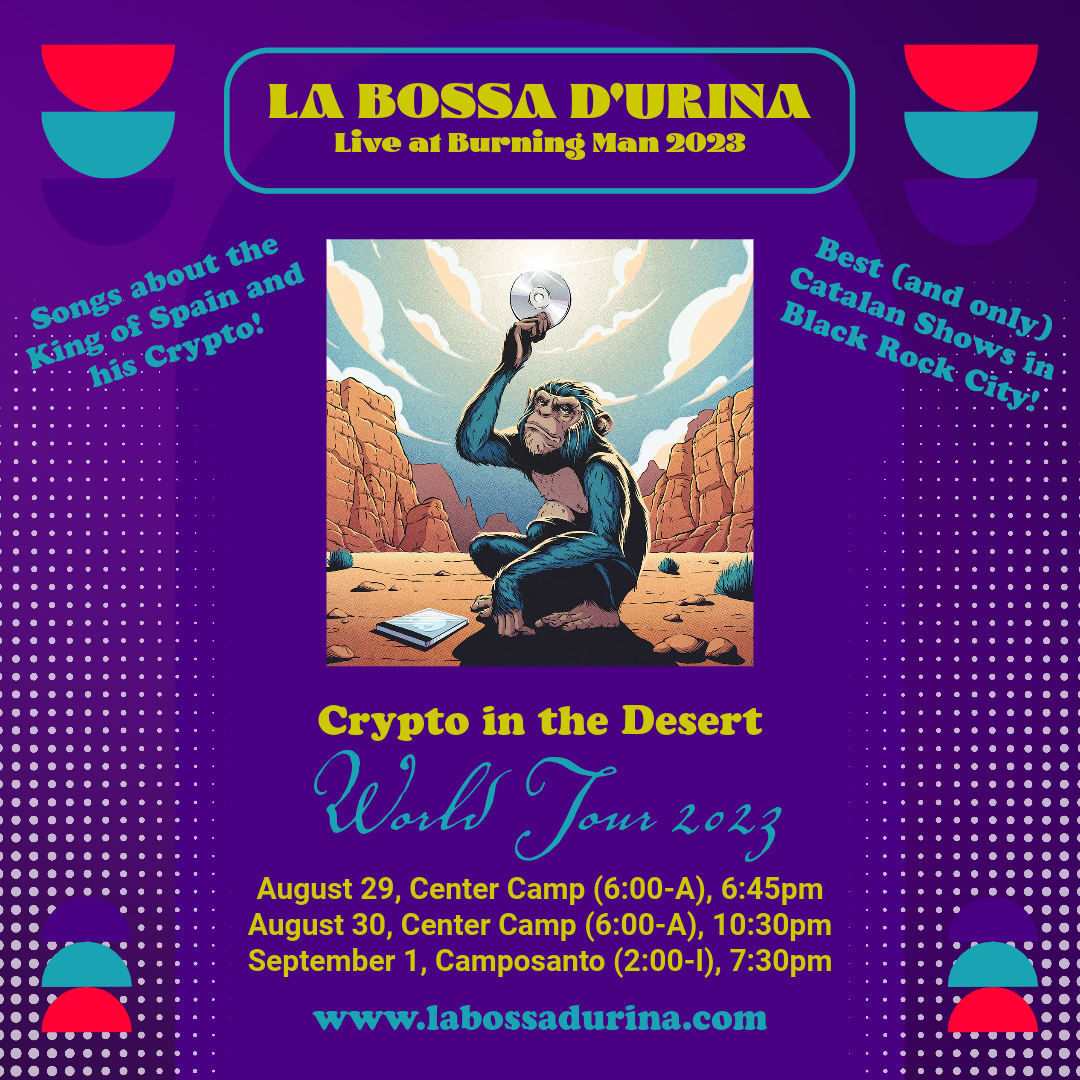 LA BOSSA D'URINA
Live at Burning Man 2023
Songs about the
King of Spain and
his Crypto!
Best (and only)
Catalan Shows in
Black Rock City!
Crypto in the Desert
World Tour 2023
August 29, Center Camp (6:00-A), 6:45pm
August 30, Center Camp (6:00-A), 10:30pm
September 1, Camposanto (2:00-I), 7:30pm
www.labossadurina.com